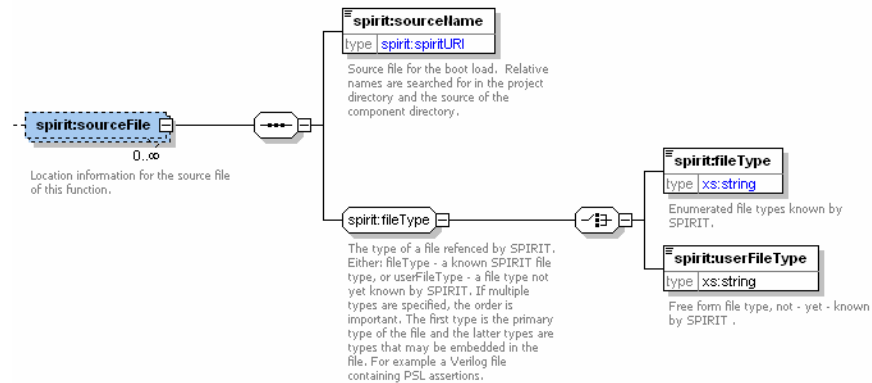 spirit:sourceName
type spirit:spiritURI
Source file for the boot load. Relative
names are searched for in the project
directory and the source of the
component directory.
spirit:sourceFile
0..∞
Location information for the source file
of this function.
spirit:fileType
The type of a file refenced by SPIRIT.
Either: fileType - a known SPIRIT file
type, or userFileType - a file type not
yet known by SPIRIT. If multiple
types are specified, the order is
important. The first type is the primary
type of the file and the latter types are
types that may be embedded in the
file. For example a Verilog file
containing PSL assertions.
spirit:fileType
type xs:string
Enumerated file types known by
SPIRIT.
spirit:userFileType
type xs:string
Free form file type, not - yet - known
by SPIRIT .